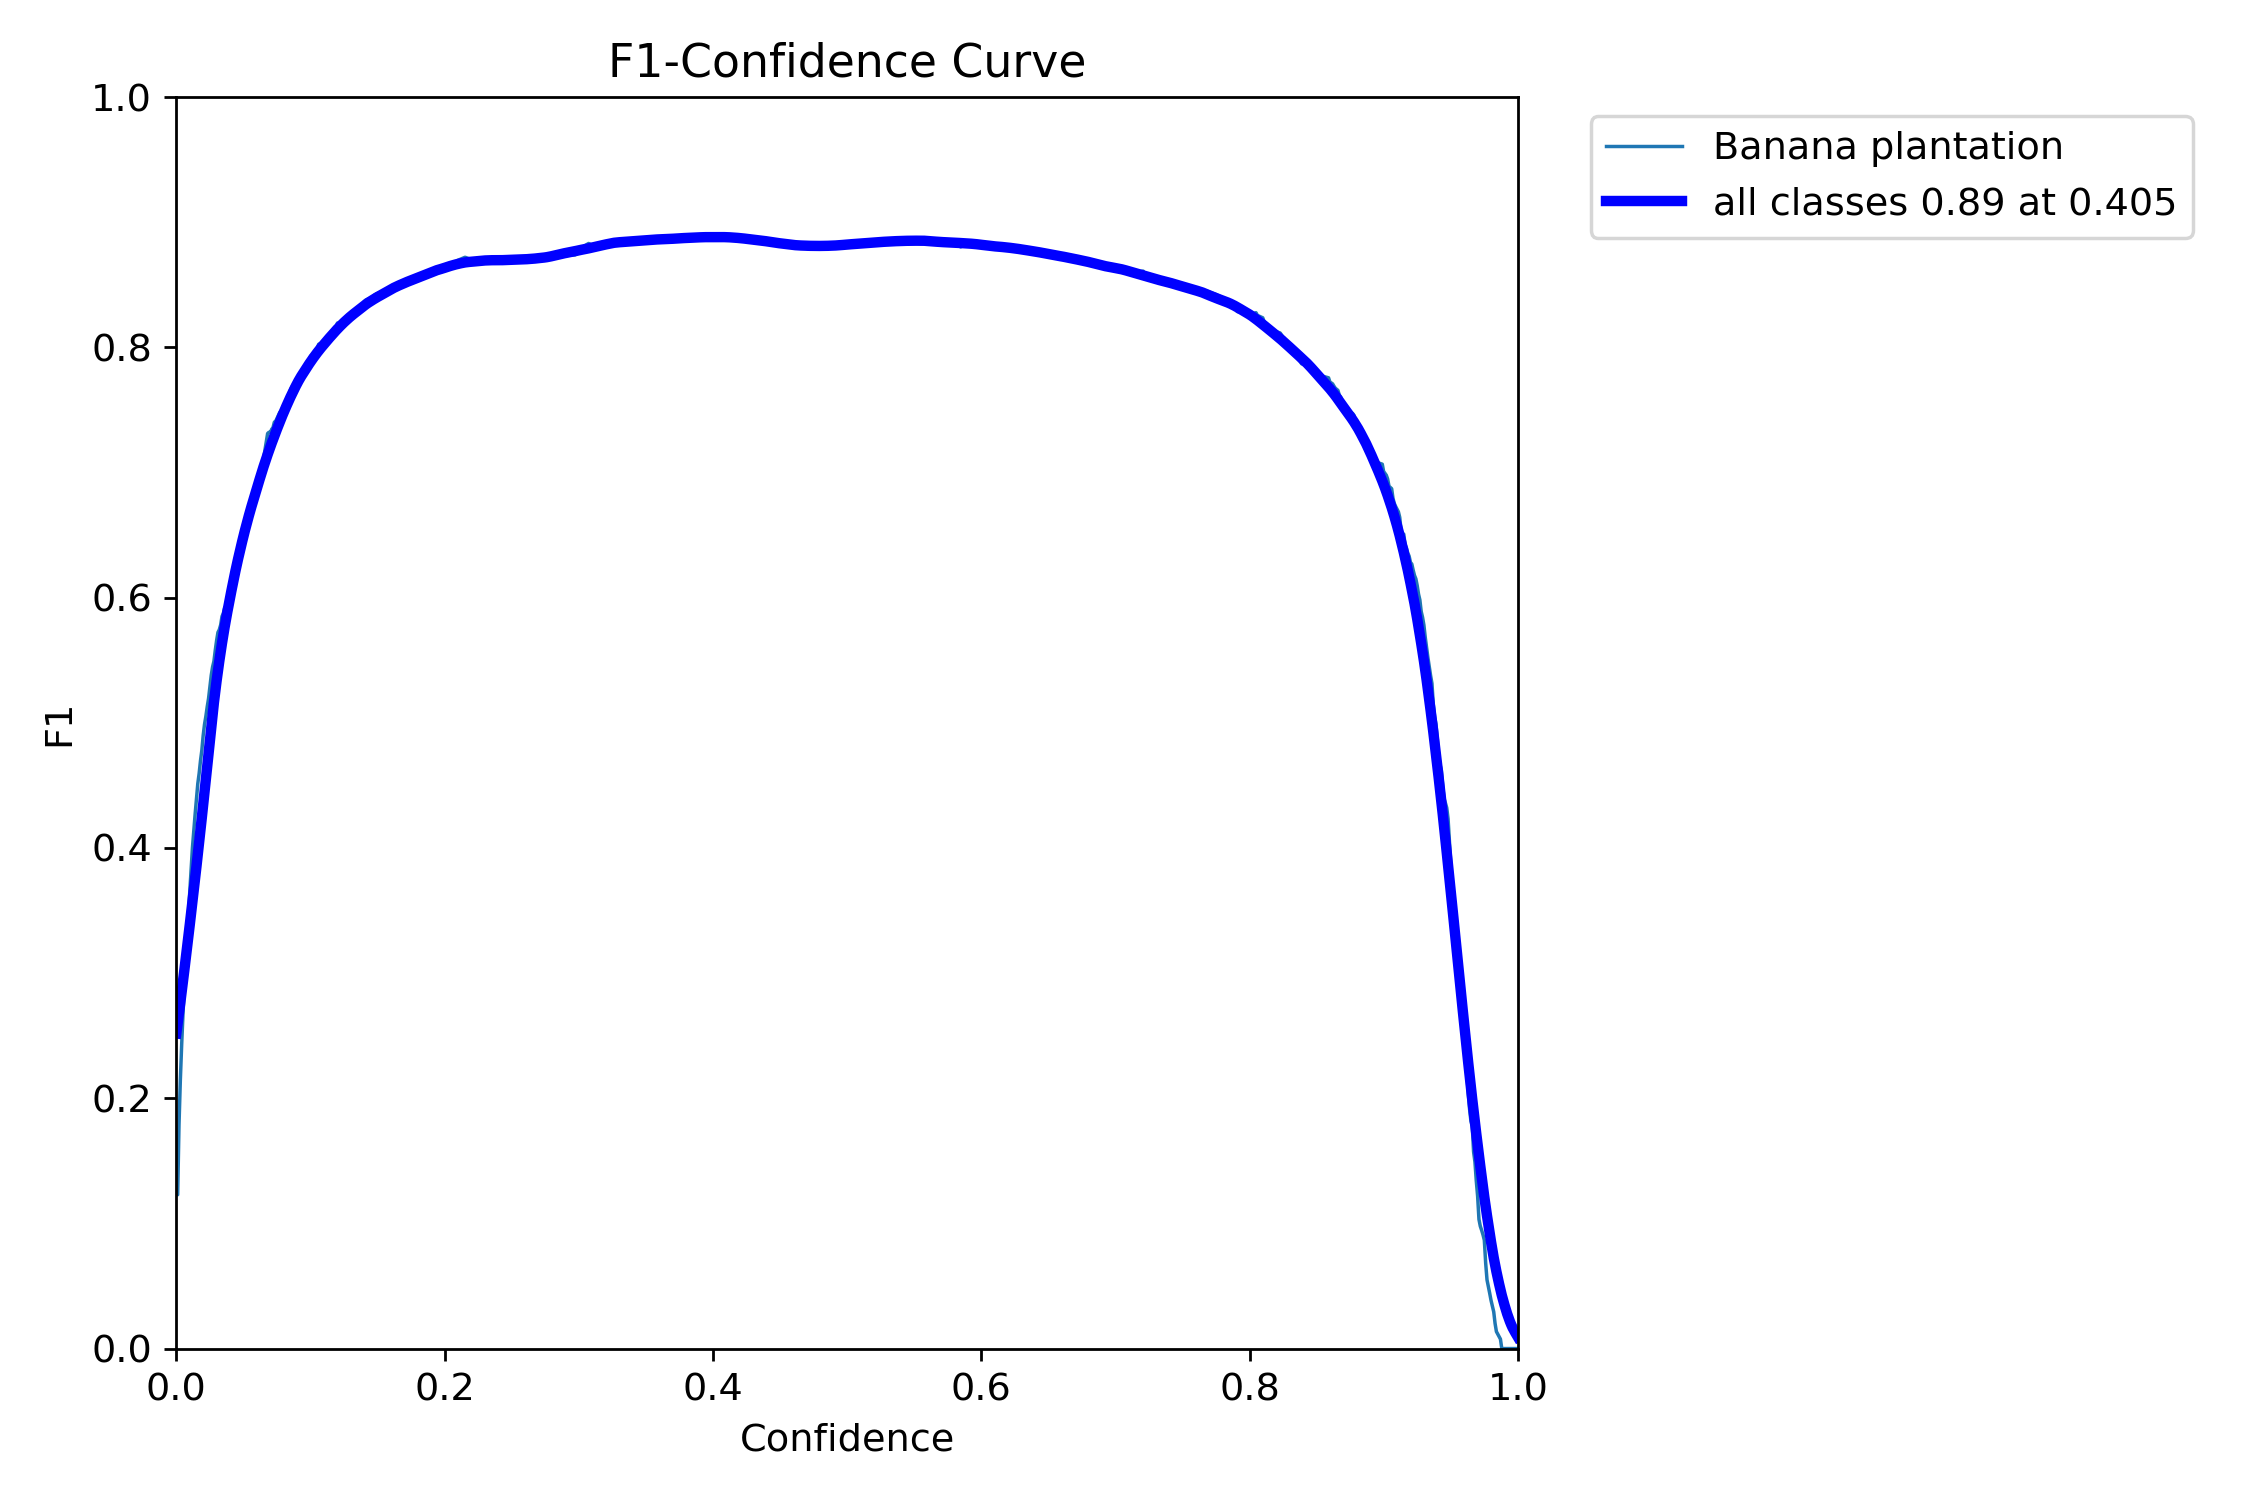 F1-Confidence Curve
1.0
0.8
0.6
0.4
0.2
0.0
F1
0.0 0.2 0.4 0.6 0.8 1.0
Confidence
Banana plantation
all classes 0.89 at 0.405